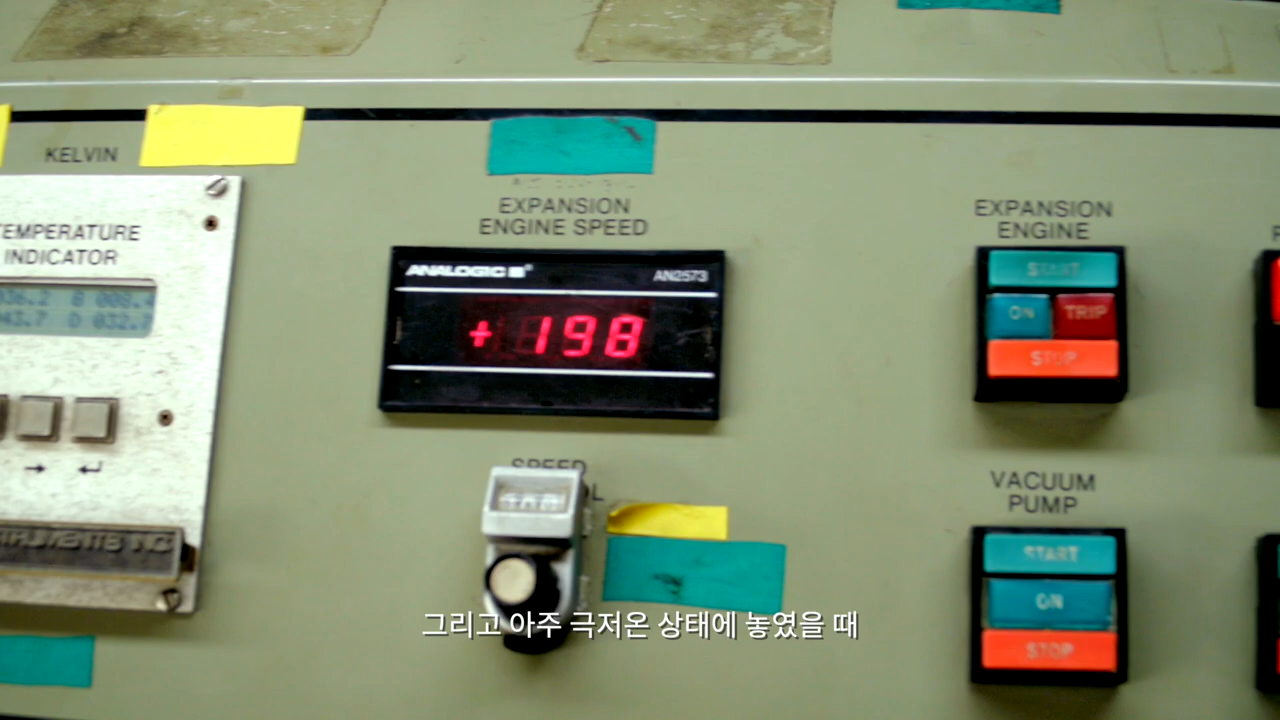 KELVIN
TEMPERATURE
INDICATOR
EXPANSION
ENGINE SPEED
ANALOGIC
AN2573
+ 198
SPEED
EXPANSION
ENGINE
START
ON TRIP
STOP
VACUUM
PUMP
START
ON
STOP
그리고 아주 극저온 상태에 놓였을 때